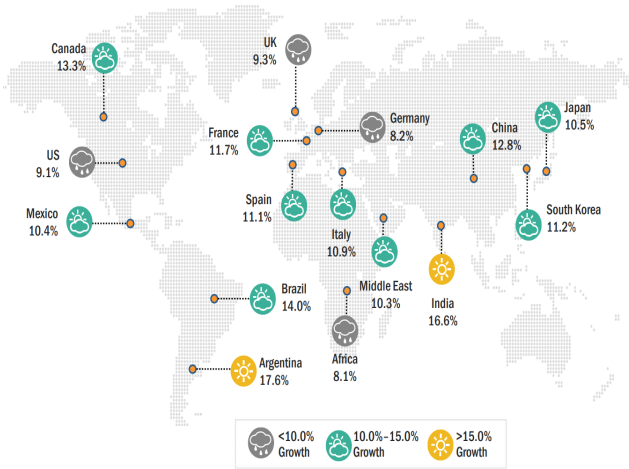 Canada
13.3%
UK
9.3%
Germany
8.2%
Japan
10.5%
France
11.7%
China
12.8%
US
9.1%
Spain
11.1%
Mexico
10.4%
South Korea
11.2%
Italy
10.9%
Middle East
10.3%
Brazil
14.0%
India
16.6%
Africa
8.1%
Argentina
17.6%
<10.0%
Growth
10.0%-15.0%
Growth
>15.0%
Growth